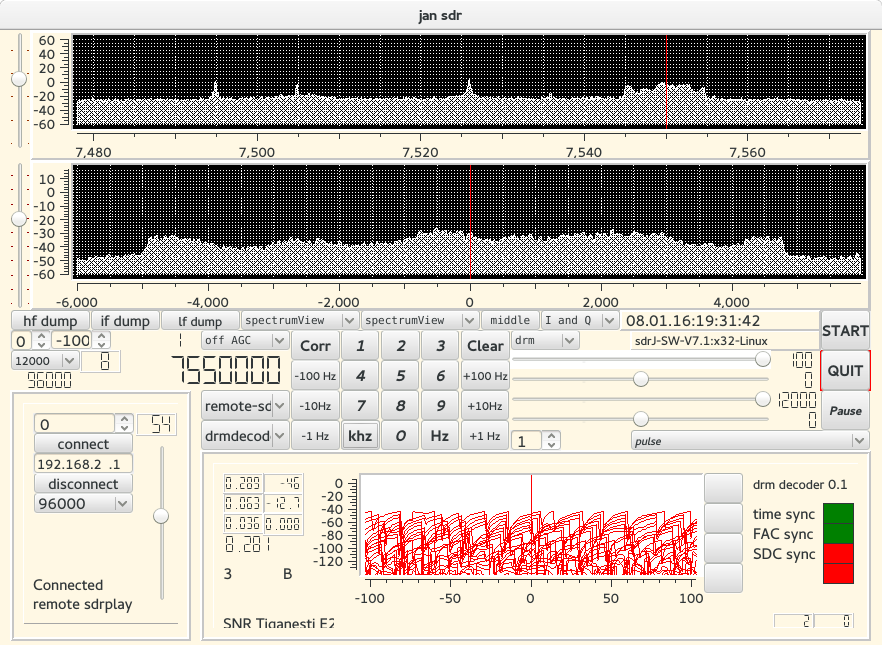 jan sdr
60
40
20
0
-20
-40
-60
7,480 7,500 7,520 7,540 7,560
10
0
-10
-20
-30
-40
-50
-60
-6,000 -4,000 -2,000 0 2,000 4,000
hf dump if dump lf dump spectrumView spectrumView middle I and Q 08.01.16:19:31:42
START
0 -100 off AGC Corr 1 2 3 Clear drm sdrJ-SW-V7.1:x32-Linux
12000 0 7550000 -100 Hz 4 5 6 +100 Hz 100
96000 0
QUIT
remote-sd -10Hz 7 8 9 +10Hz 12000
Pause
drmdecod -1 Hz khz 0 Hz +1 Hz 1 0
pulse
0 54
connect
192.168.2 .1
disconnect
96000
Connected
remote sdrplay
0.289 -46
0.063 -12.7
0.036 0.008
0.281
3 B
SNR Tiganesti E2
0
-20
-40
-60
-80
-100
-120
-100 -50 0 50 100
drm decoder 0.1
time sync
FAC sync
SDC sync
2 0